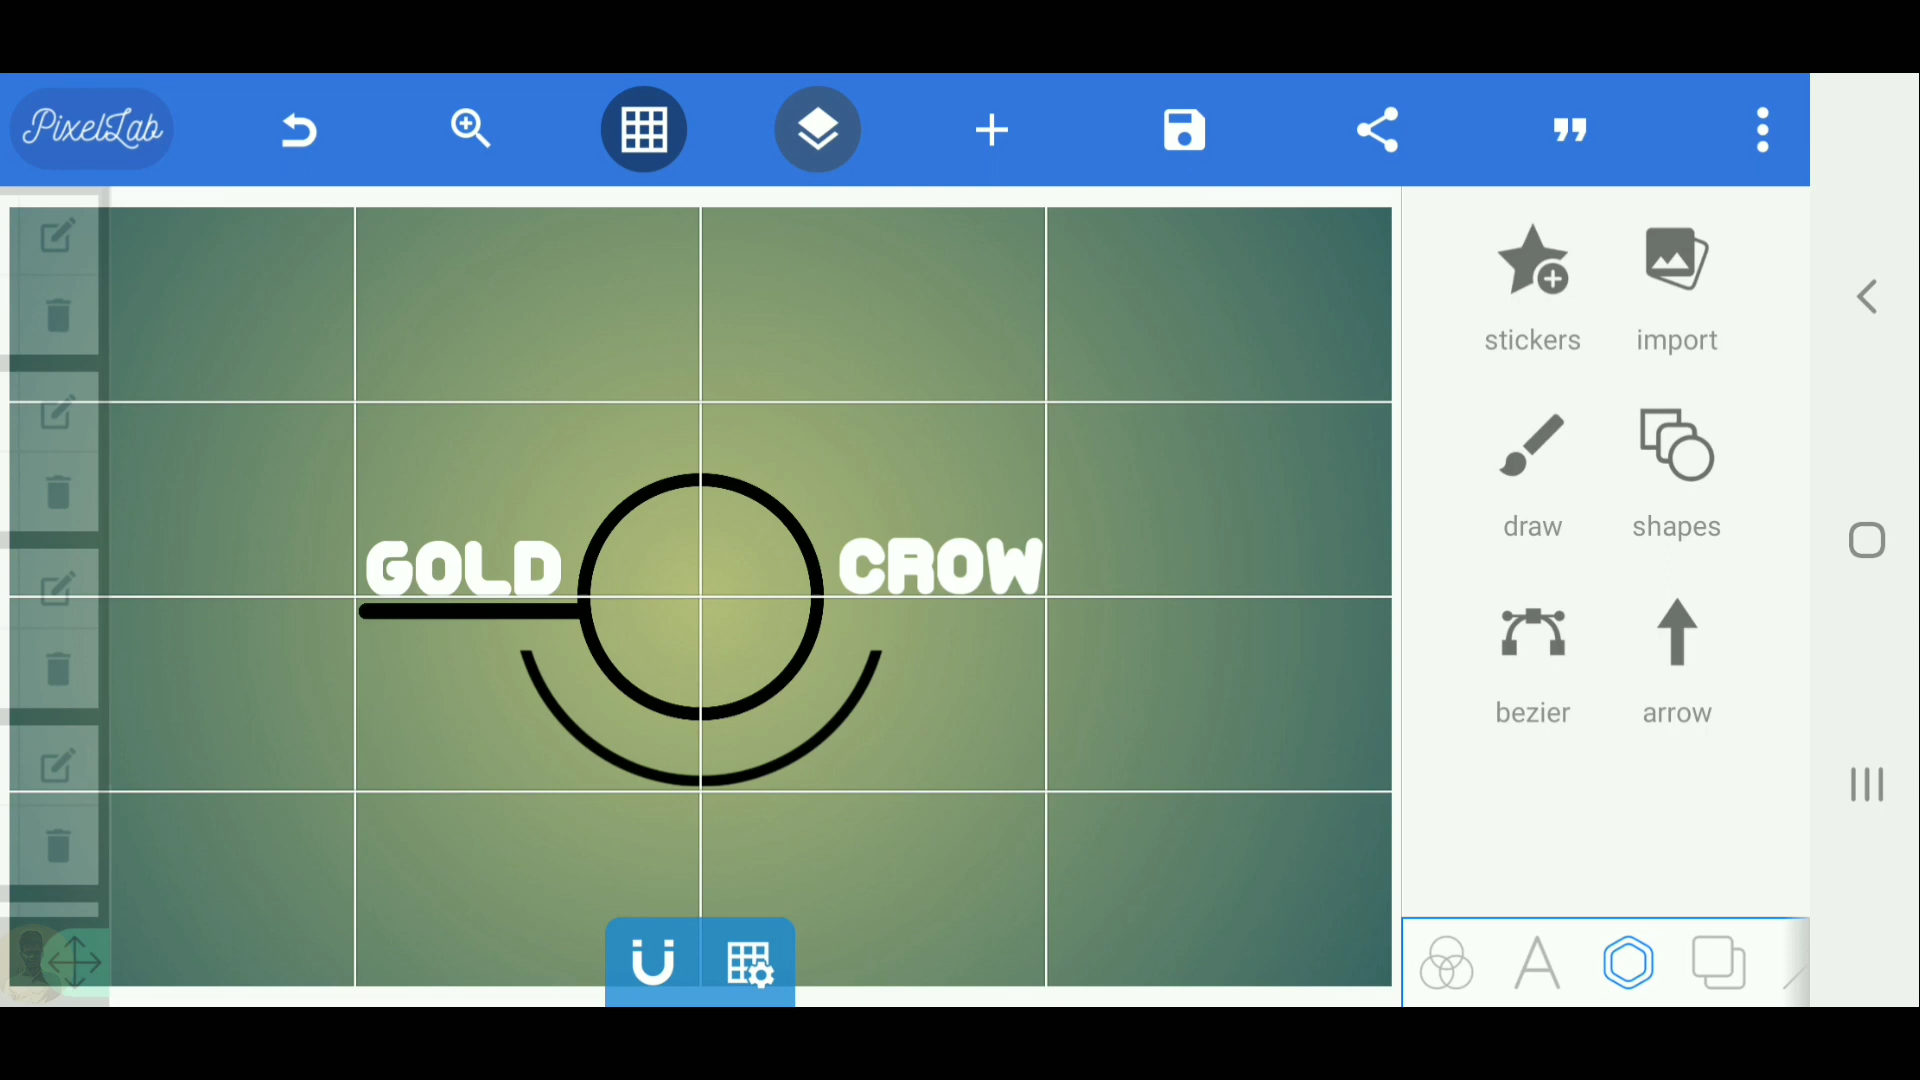 PixelLab
stickers
import
GOLD
CROW
draw
shapes
bezier
arrow